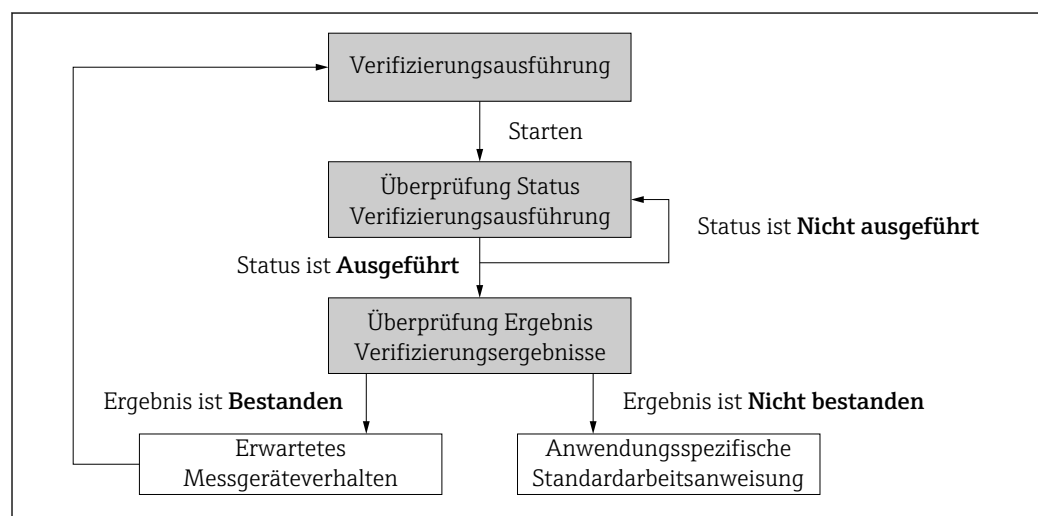 Verifizierungsausführung
Starten
Überprüfung Status
Verifizierungsausführung
Status ist Nicht ausgeführt
Status ist Ausgeführt
Überprüfung Ergebnis
Verifizierungsergebnisse
Ergebnis ist Bestanden
Ergebnis ist Nicht bestanden
Erwartetes
Messgeräteverhalten
Anwendungsspezifische
Standardarbeitsanweisung